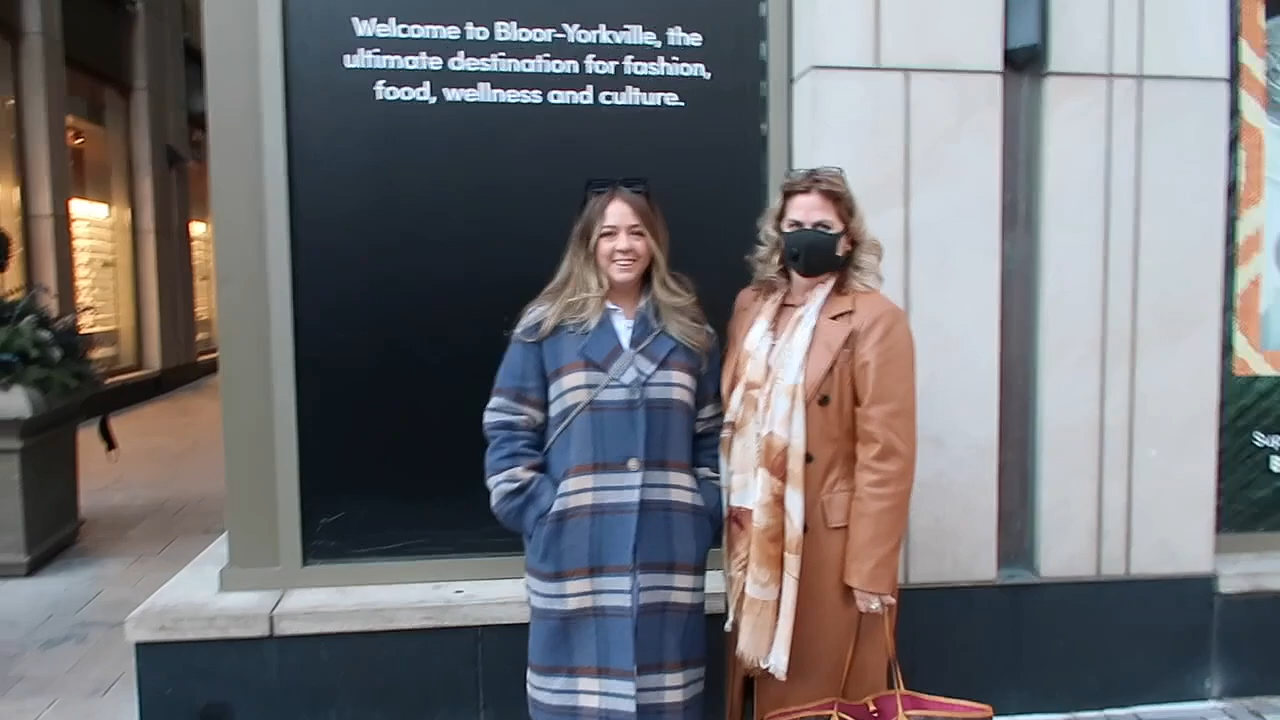 Welcome to Bloor-Yorkville, the
ultimate destination for fashion,
food, wellness and culture.